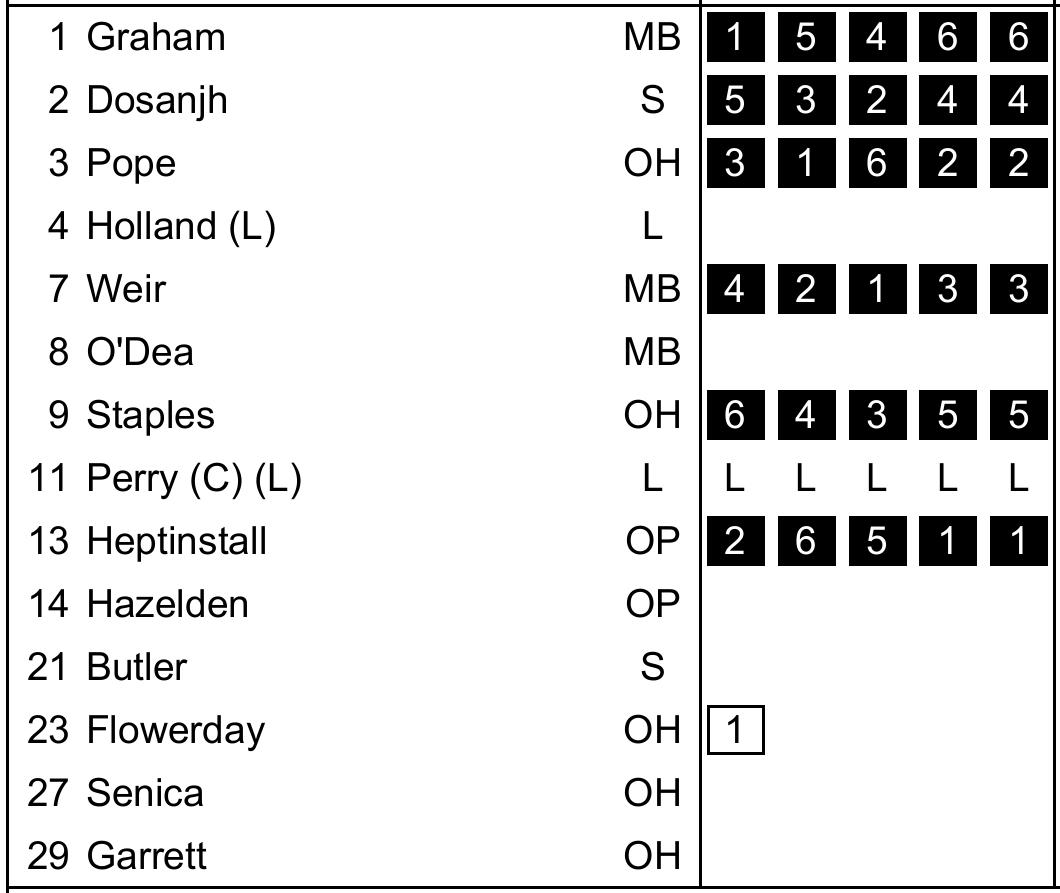 1 Graham MB 1 5 4 6 6
2 Dosanjh S 5 3 2 4 4
3 Pope OH 3 1 6 2 2
4 Holland (L) L
7 Weir MB 4 2 1 3 3
8 O'Dea MB
9 Staples OH 6 4 3 5 5
11 Perry (C) (L) L L L L L L
13 Heptinstall OP 2 6 5 1 1
14 Hazelden OP
21 Butler S
23 Flowerday OH 1
27 Senica OH
29 Garrett OH